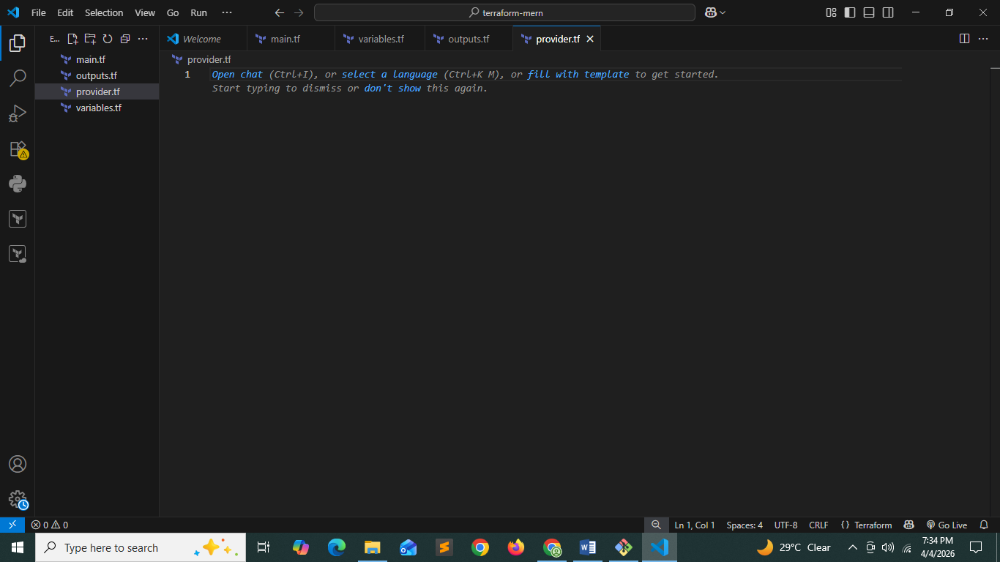 File Edit Selection View Go Run ···
terraform-mern
E... ···
Welcome main.tf variables.tf outputs.tf provider.tf ···
main.tf
outputs.tf
provider.tf
variables.tf
provider.tf
1 Open chat (Ctrl+I), or select a language (Ctrl+K M), or fill with template to get started.
Start typing to dismiss or don't show this again.
0 0 Ln 1, Col 1 Spaces: 4 UTF-8 CRLF {} Terraform Go Live
Type here to search
29°C Clear
7:34 PM
4/4/2026